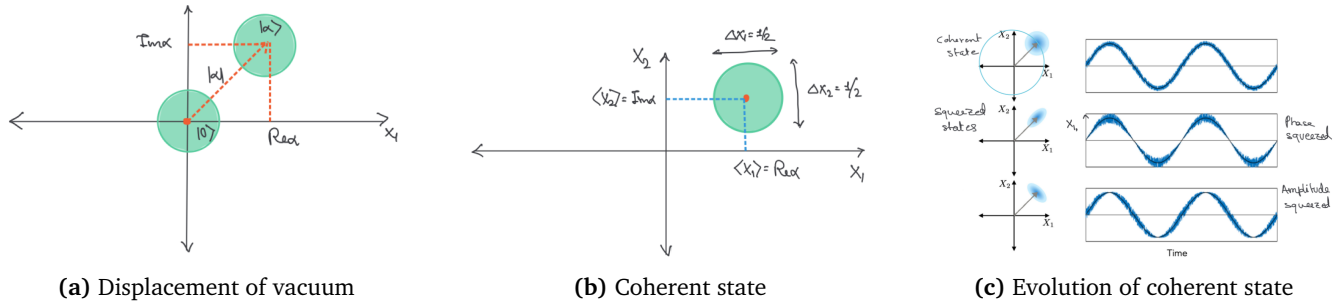 Imα
|α⟩
|α|
|0⟩
Reα
X₁
(a) Displacement of vacuum
X₂
ΔX₁ = 1/2
ΔX₂ = 1/2
⟨X₂⟩ = Imα
⟨X₁⟩ = Reα
X₁
(b) Coherent state
Coherent
state
X₂
X₁
Squeezed
states
X₂
X₁
X₁,
Phase
squeezed
X₂
X₁
Amplitude
squeezed
Time
(c) Evolution of coherent state